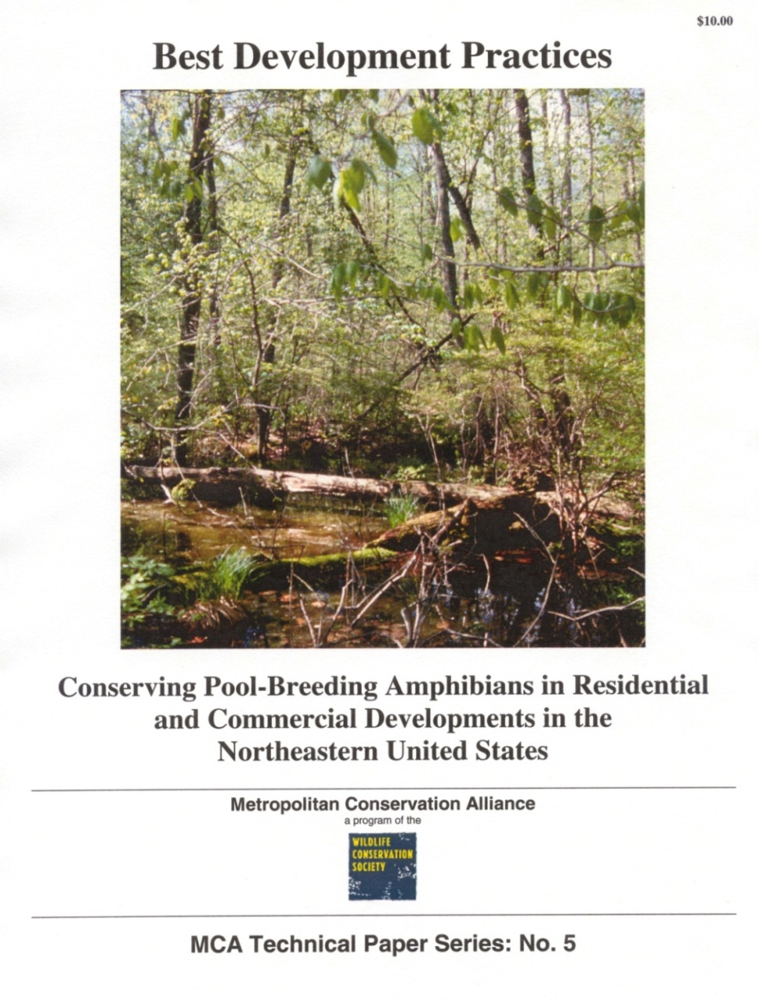 $10.00
Best Development Practices
Conserving Pool-Breeding Amphibians in Residential
and Commercial Developments in the
Northeastern United States
Metropolitan Conservation Alliance
a program of the
WILDLIFE
CONSERVATION
SOCIETY
MCA Technical Paper Series: No. 5